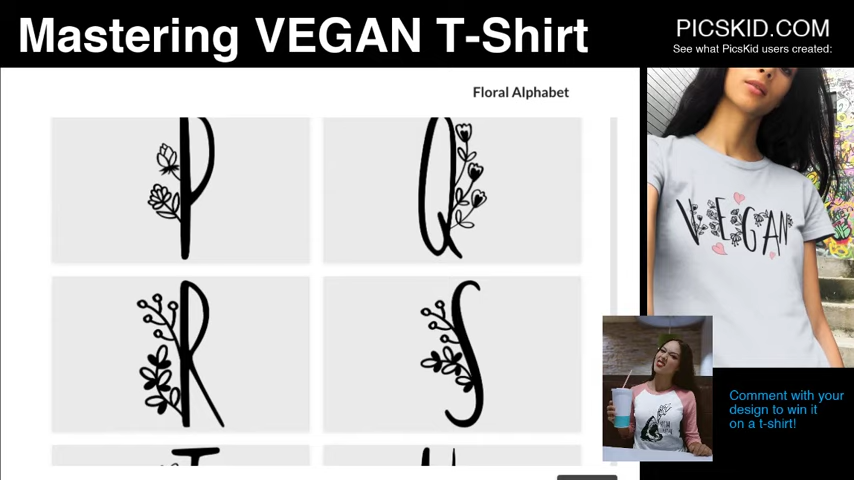 Mastering VEGAN T-Shirt
PICSKID.COM
See what PicsKid users created:
Floral Alphabet
P
Q
R
S
T
VEGAN
Comment with your
design to win it
on a t-shirt!